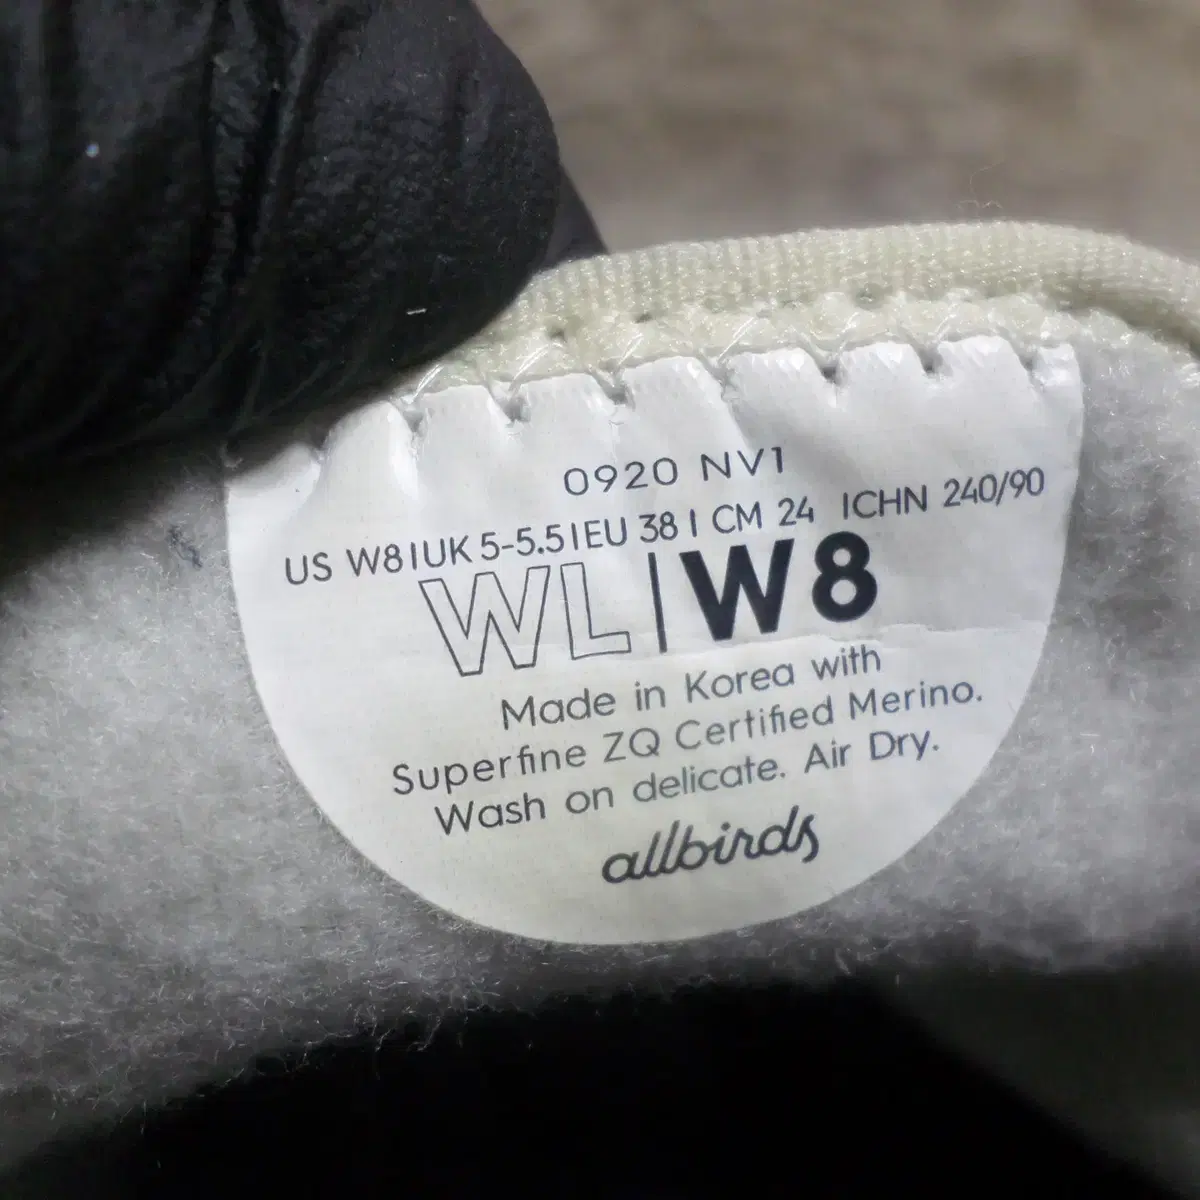 0920 NV1
US W8 | UK 5-5.5 | EU 38 | CM 24 | CHN 240/90
WL | W8
Made in Korea with
Superfine ZQ Certified Merino.
Wash on delicate. Air Dry.
allbirds